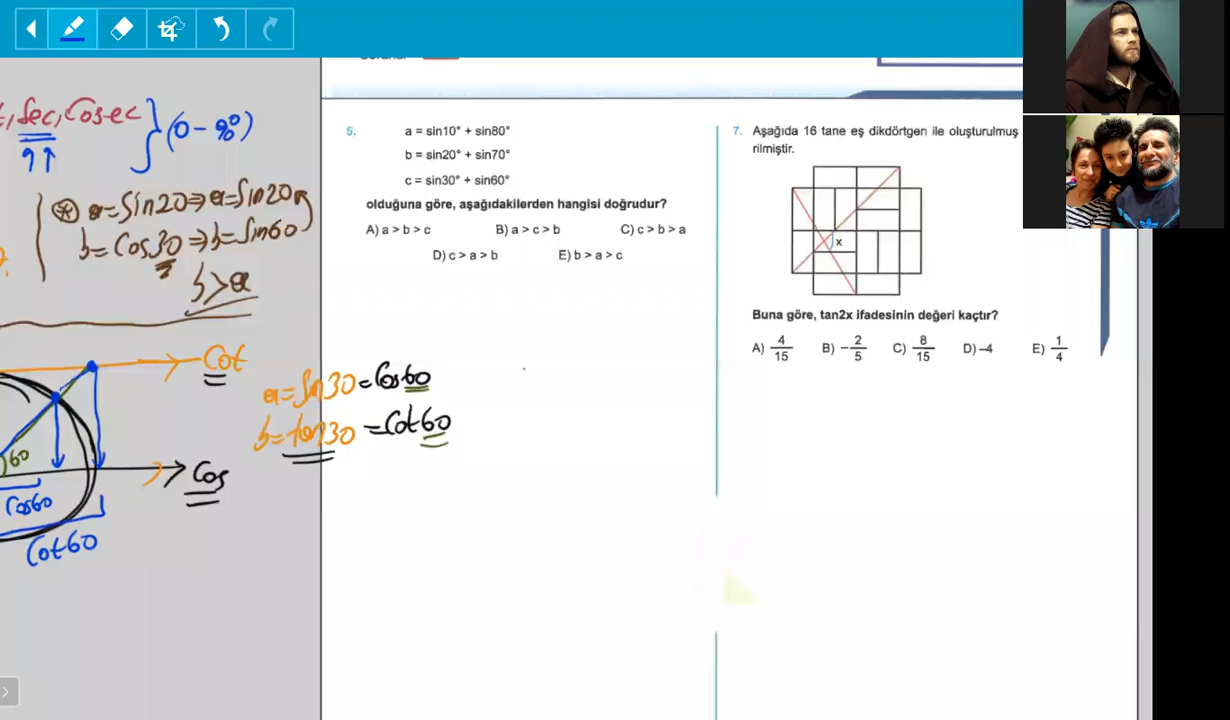 Sec, Cosec } (0 - 90°)
⊛ a = Sin20 ⇒ a = Sin20
b = Cos30 ⇒ b = Sin60
b > a
Cot
60
Cos
Cos60
Cot60
a = Sin30 = Cos60
b = tan30 = Cot60
5. a = sin10° + sin80°
b = sin20° + sin70°
c = sin30° + sin60°
olduğuna göre, aşağıdakilerden hangisi doğrudur?
A) a > b > c B) a > c > b C) c > b > a
D) c > a > b E) b > a > c
7. Aşağıda 16 tane eş dikdörtgen ile oluşturulmuş
rilmiştir.
x
Buna göre, tan2x ifadesinin değeri kaçtır?
A) 4/15 B) -2/5 C) 8/15 D) -4 E) 1/4